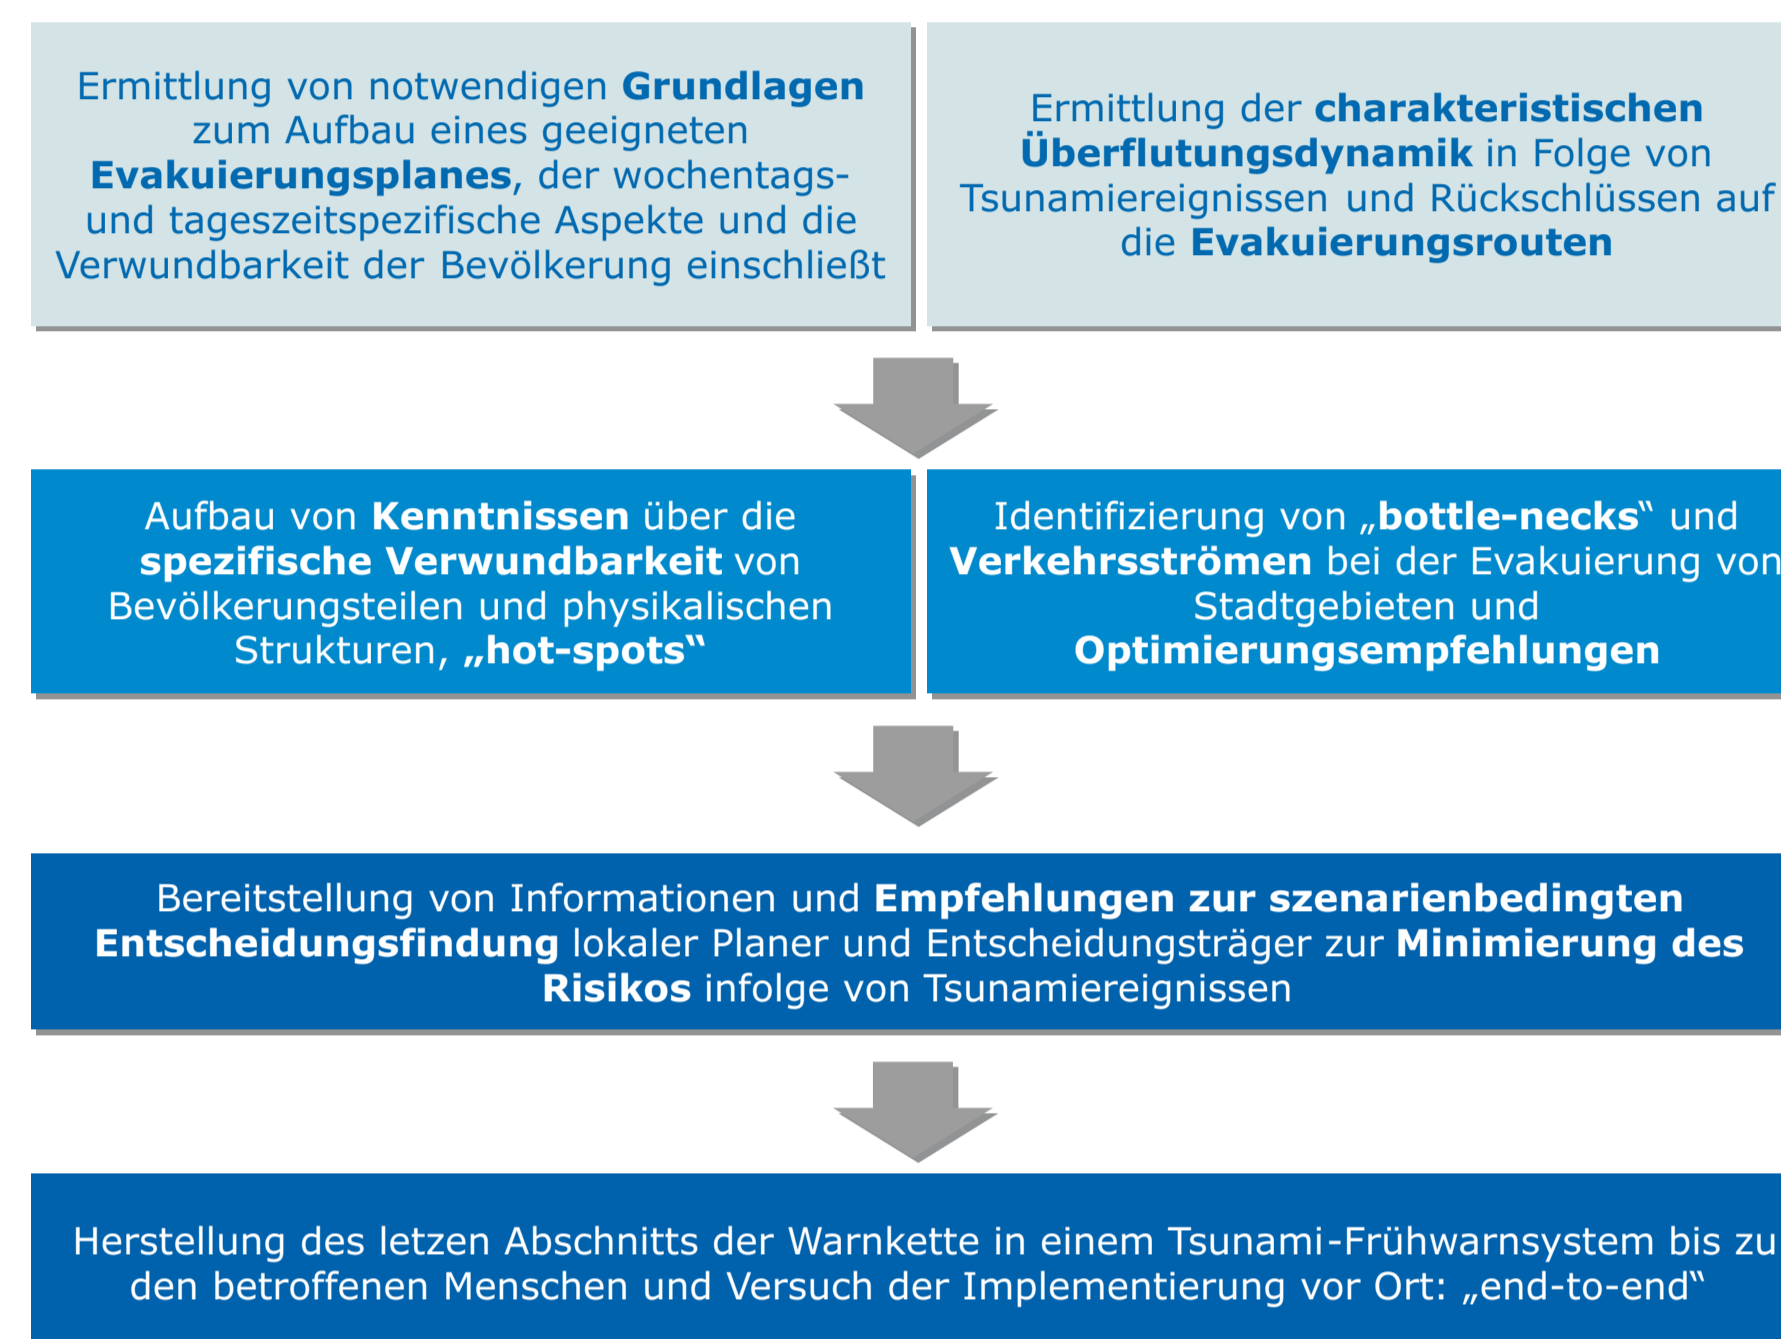 Ermittlung von notwendigen Grundlagen
zum Aufbau eines geeigneten
Evakuierungsplanes, der wochentags-
und tageszeitspezifische Aspekte und die
Verwundbarkeit der Bevölkerung einschließt
Ermittlung der charakteristischen
Überflutungsdynamik in Folge von
Tsunamiereignissen und Rückschlüssen auf
die Evakuierungsrouten
Aufbau von Kenntnissen über die
spezifische Verwundbarkeit von
Bevölkerungsteilen und physikalischen
Strukturen, „hot-spots“
Identifizierung von „bottle-necks“ und
Verkehrsströmen bei der Evakuierung von
Stadtgebieten und
Optimierungsempfehlungen
Bereitstellung von Informationen und Empfehlungen zur szenarienbedingten
Entscheidungsfindung lokaler Planer und Entscheidungsträger zur Minimierung des
Risikos infolge von Tsunamiereignissen
Herstellung des letzen Abschnitts der Warnkette in einem Tsunami-Frühwarnsystem bis zu
den betroffenen Menschen und Versuch der Implementierung vor Ort: „end-to-end“